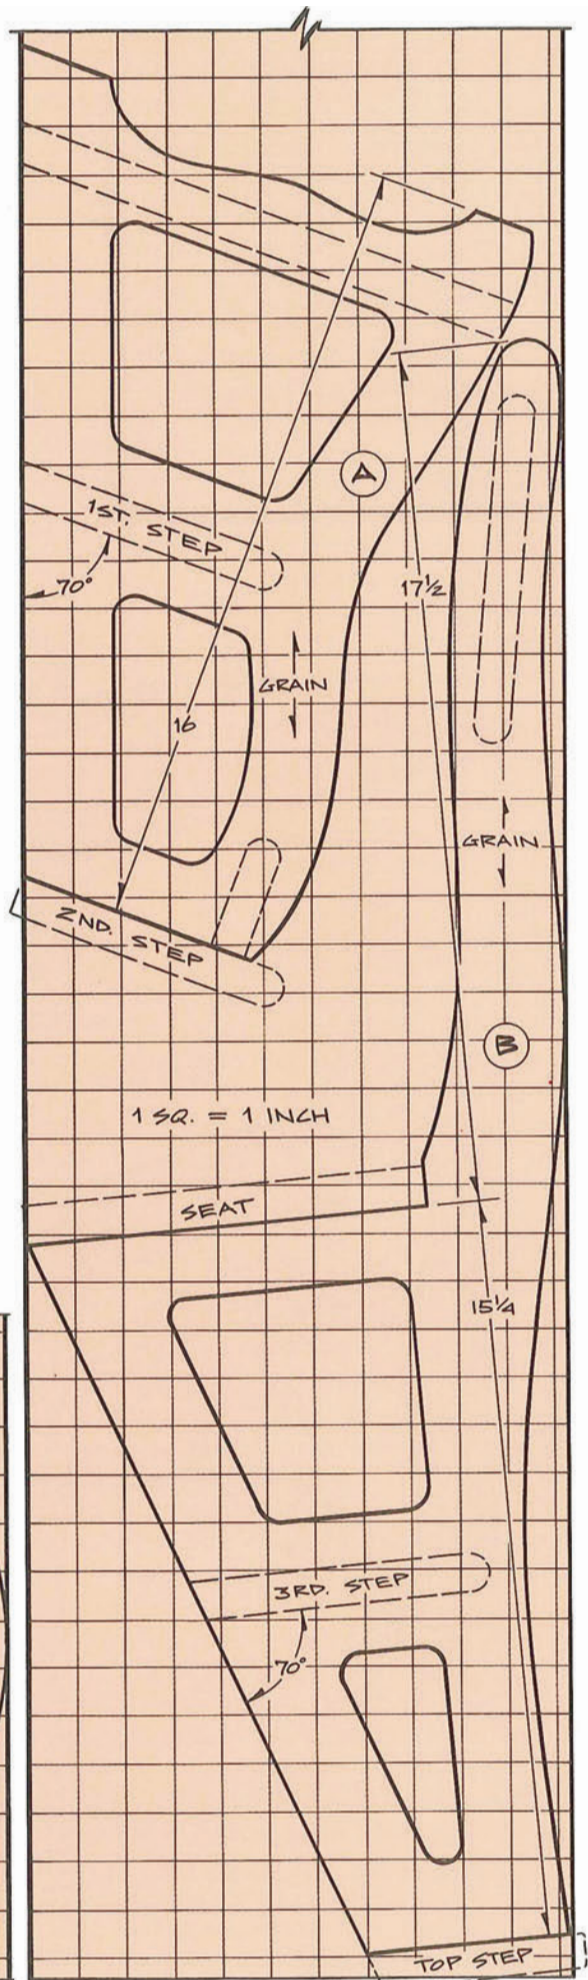 A
1ST. STEP
70°
17½
GRAIN
16
GRAIN
2ND. STEP
B
1 SQ. = 1 INCH
SEAT
15¼
3RD. STEP
70°
TOP STEP